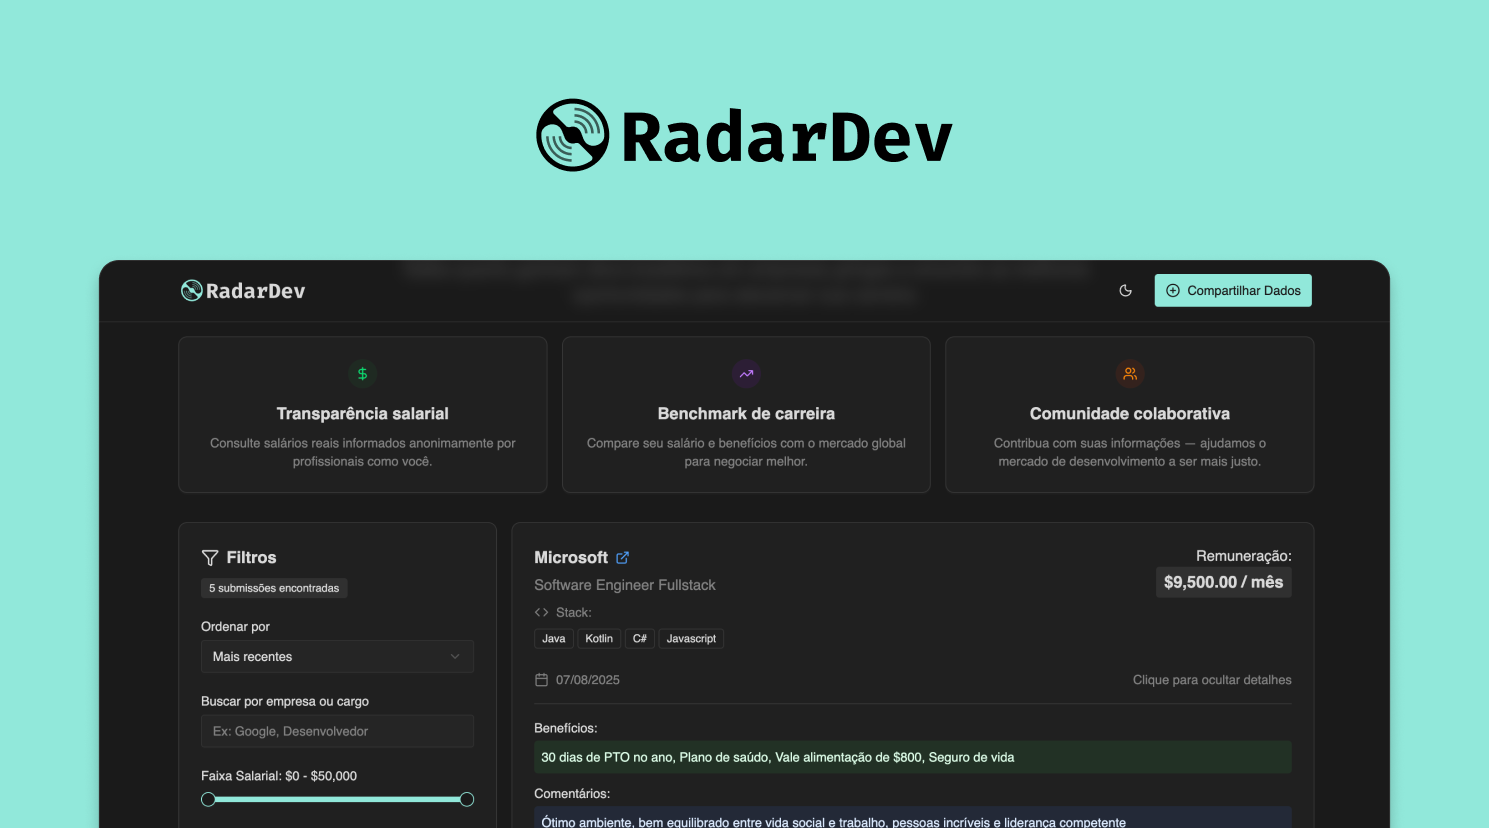 RadarDev
RadarDev
Compartilhar Dados
Transparência salarial
Consulte salários reais informados anonimamente por
profissionais como você.
Benchmark de carreira
Compare seu salário e benefícios com o mercado global
para negociar melhor.
Comunidade colaborativa
Contribua com suas informações — ajudamos o
mercado de desenvolvimento a ser mais justo.
Filtros
5 submissões encontradas
Ordenar por
Mais recentes
Buscar por empresa ou cargo
Ex: Google, Desenvolvedor
Faixa Salarial: $0 - $50,000
Microsoft
Software Engineer Fullstack
Remuneração:
$9,500.00 / mês
<> Stack:
Java Kotlin C# Javascript
07/08/2025
Clique para ocultar detalhes
Benefícios:
30 dias de PTO no ano, Plano de saúdo, Vale alimentação de $800, Seguro de vida
Comentários:
Ótimo ambiente, bem equilibrado entre vida social e trabalho, pessoas incríveis e liderança competente